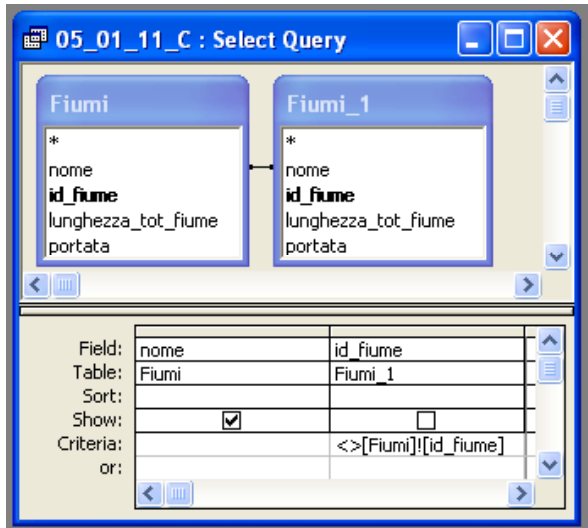 05_01_11_C : Select Query
Fiumi
*
nome
id_fiume
lunghezza_tot_fiume
portata
Fiumi_1
*
nome
id_fiume
lunghezza_tot_fiume
portata
Field: nome id_fiume
Table: Fiumi Fiumi_1
Sort:
Show:
Criteria: <>[Fiumi]![id_fiume]
or: